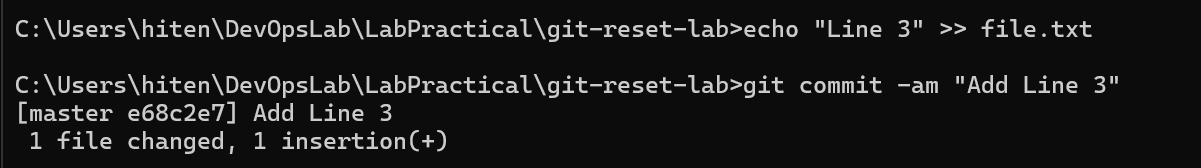 C:\Users\hiten\DevOpsLab\LabPractical\git-reset-lab>echo "Line 3" >> file.txt
C:\Users\hiten\DevOpsLab\LabPractical\git-reset-lab>git commit -am "Add Line 3"
[master e68c2e7] Add Line 3
 1 file changed, 1 insertion(+)